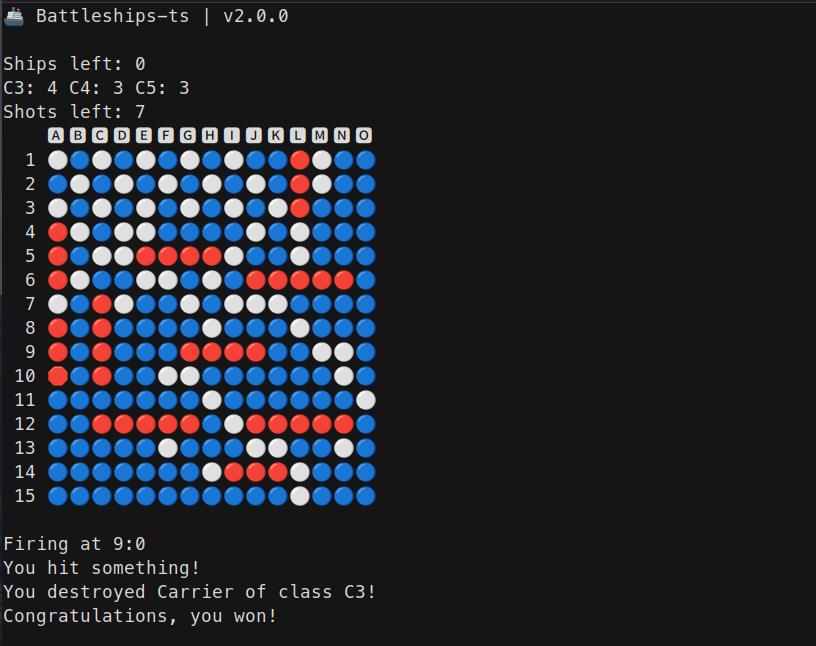 Battleships-ts | v2.0.0
Ships left: 0
C3: 4 C4: 3 C5: 3
Shots left: 7
A B C D E F G H I J K L M N O
1
2
3
4
5
6
7
8
9
10
11
12
13
14
15
Firing at 9:0
You hit something!
You destroyed Carrier of class C3!
Congratulations, you won!